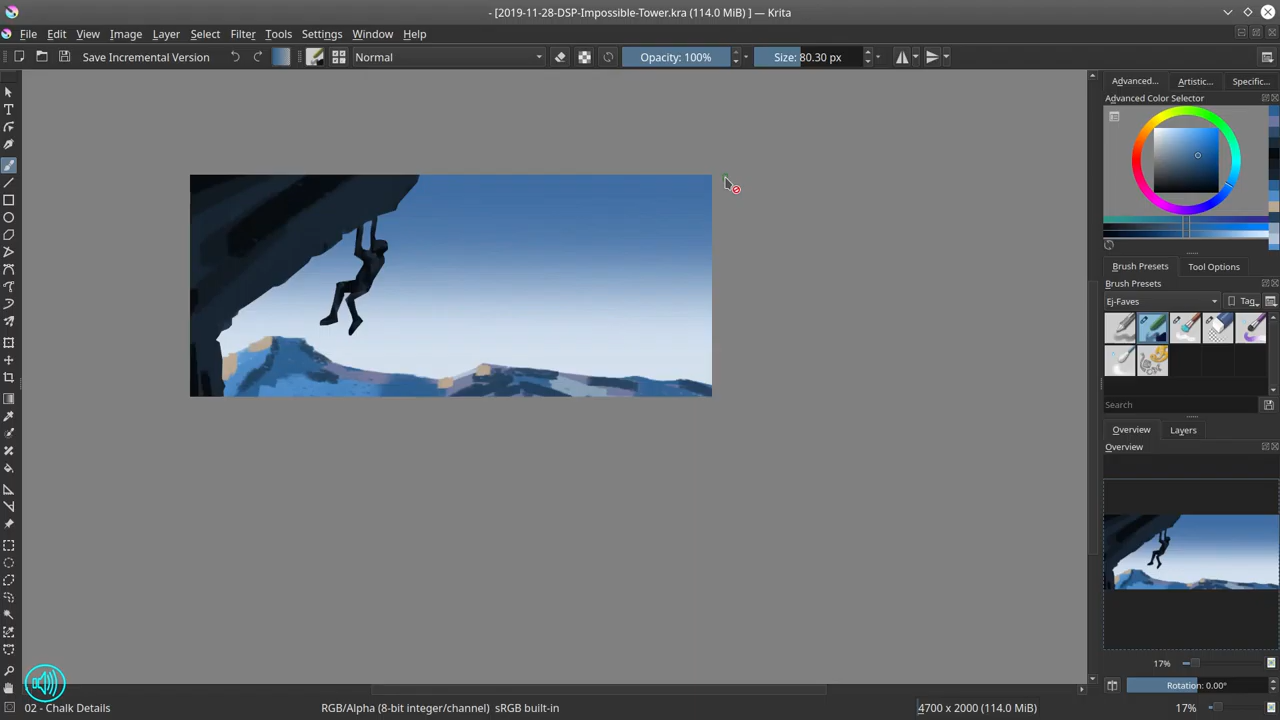 - [2019-11-28-DSP-Impossible-Tower.kra (114.0 MiB) ] — Krita
File Edit View Image Layer Select Filter Tools Settings Window Help
Save Incremental Version Normal Opacity: 100% Size: 80.30 px
Advanced... Artistic... Specific...
Advanced Color Selector
Brush Presets Tool Options
Brush Presets
Ej-Faves Tag
Search
Overview Layers
Overview
17%
Rotation: 0.00°
02 - Chalk Details RGB/Alpha (8-bit integer/channel) sRGB built-in 4700 x 2000 (114.0 MiB) 17%